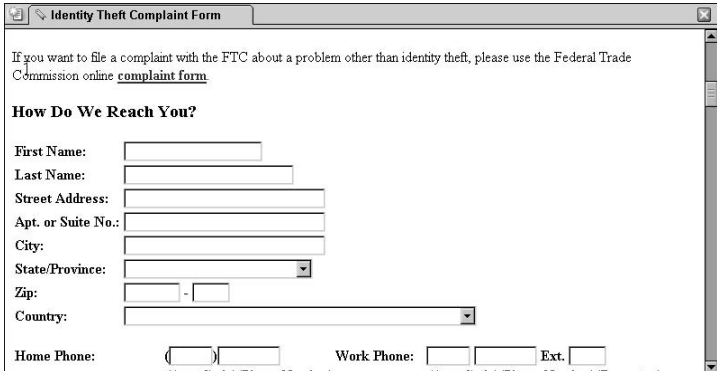 Identity Theft Complaint Form
If you want to file a complaint with the FTC about a problem other than identity theft, please use the Federal Trade
Commission online complaint form.
How Do We Reach You?
First Name:
Last Name:
Street Address:
Apt. or Suite No.:
City:
State/Province:
Zip: -
Country:
Home Phone: ( ) Work Phone: Ext.